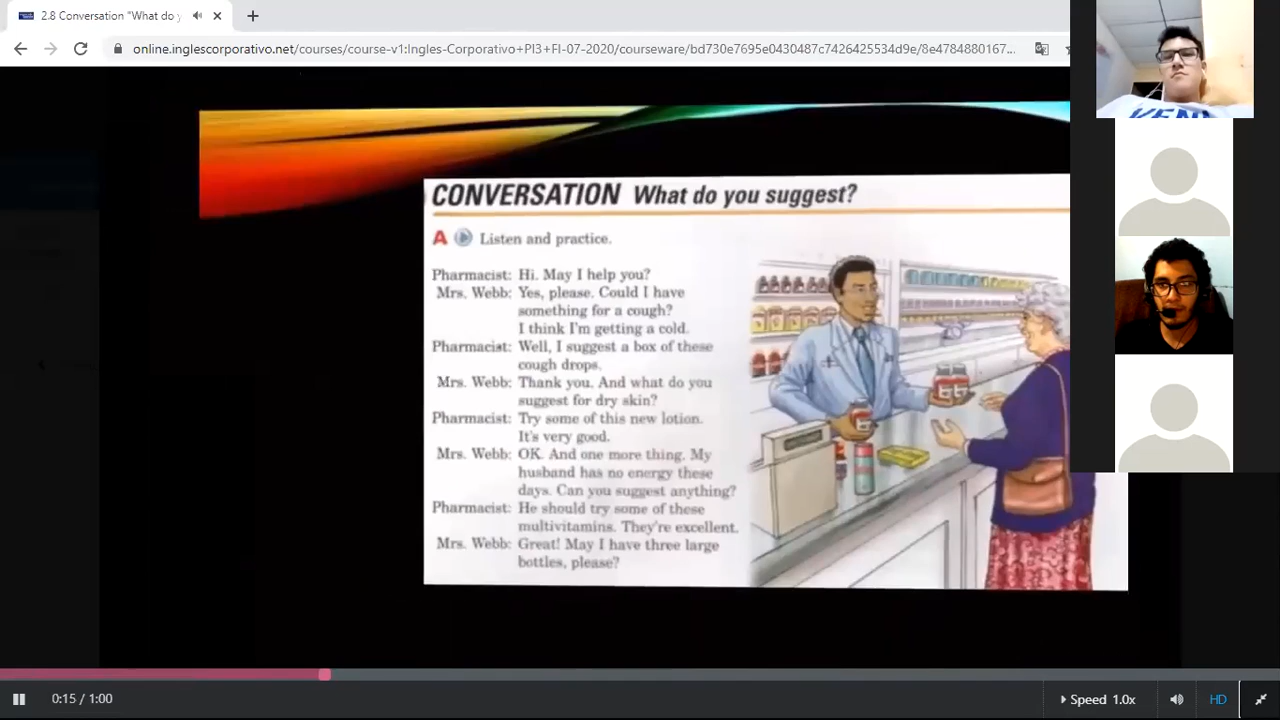 2.8 Conversation "What do y
online.inglescorporativo.net/courses/course-v1:Ingles-Corporativo+PI3+FI-07-2020/courseware/bd730e7695e0430487c7426425534d9e/8e4784880167...
CONVERSATION What do you suggest?
A Listen and practice.
Pharmacist: Hi. May I help you?
Mrs. Webb: Yes, please. Could I have
something for a cough?
I think I'm getting a cold.
Pharmacist: Well, I suggest a box of these
cough drops.
Mrs. Webb: Thank you. And what do you
suggest for dry skin?
Pharmacist: Try some of this new lotion.
It's very good.
Mrs. Webb: OK. And one more thing. My
husband has no energy these
days. Can you suggest anything?
Pharmacist: He should try some of these
multivitamins. They're excellent.
Mrs. Webb: Great! May I have three large
bottles, please?
0:15 / 1:00
Speed 1.0x
HD